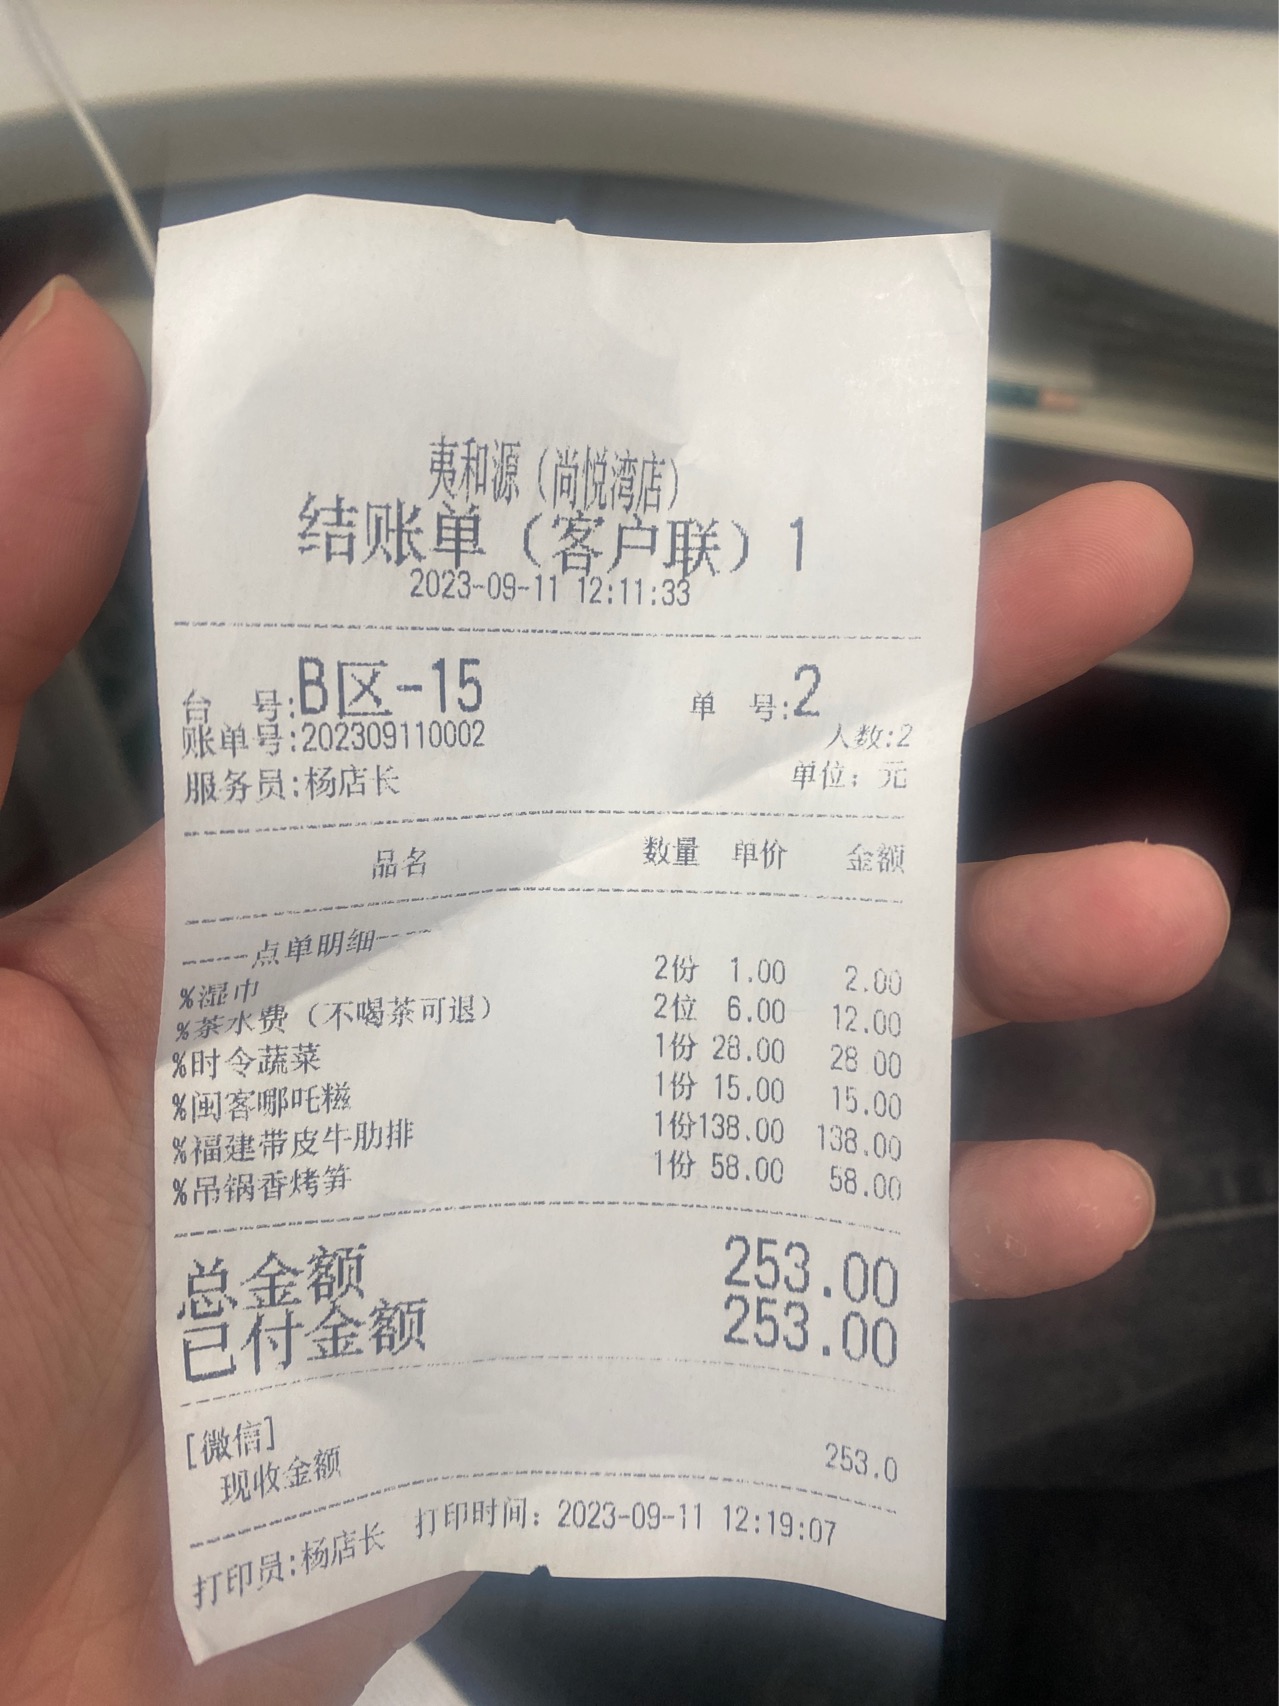 夷和源（尚悦湾店）
结账单（客户联）1
2023-09-11 12:11:33
台 号:B区-15 单 号:2
账单号:202309110002 人数:2
服务员:杨店长 单位：元
品名 数量 单价 金额
-----点单明细-----
%湿巾 2份 1.00 2.00
%茶水费（不喝茶可退） 2位 6.00 12.00
%时令蔬菜 1份 28.00 28.00
%闽客哪吒糍 1份 15.00 15.00
%福建带皮牛肋排 1份138.00 138.00
%吊锅香烤笋 1份 58.00 58.00
总金额 253.00
已付金额 253.00
[微信]
现收金额 253.0
打印员:杨店长 打印时间：2023-09-11 12:19:07